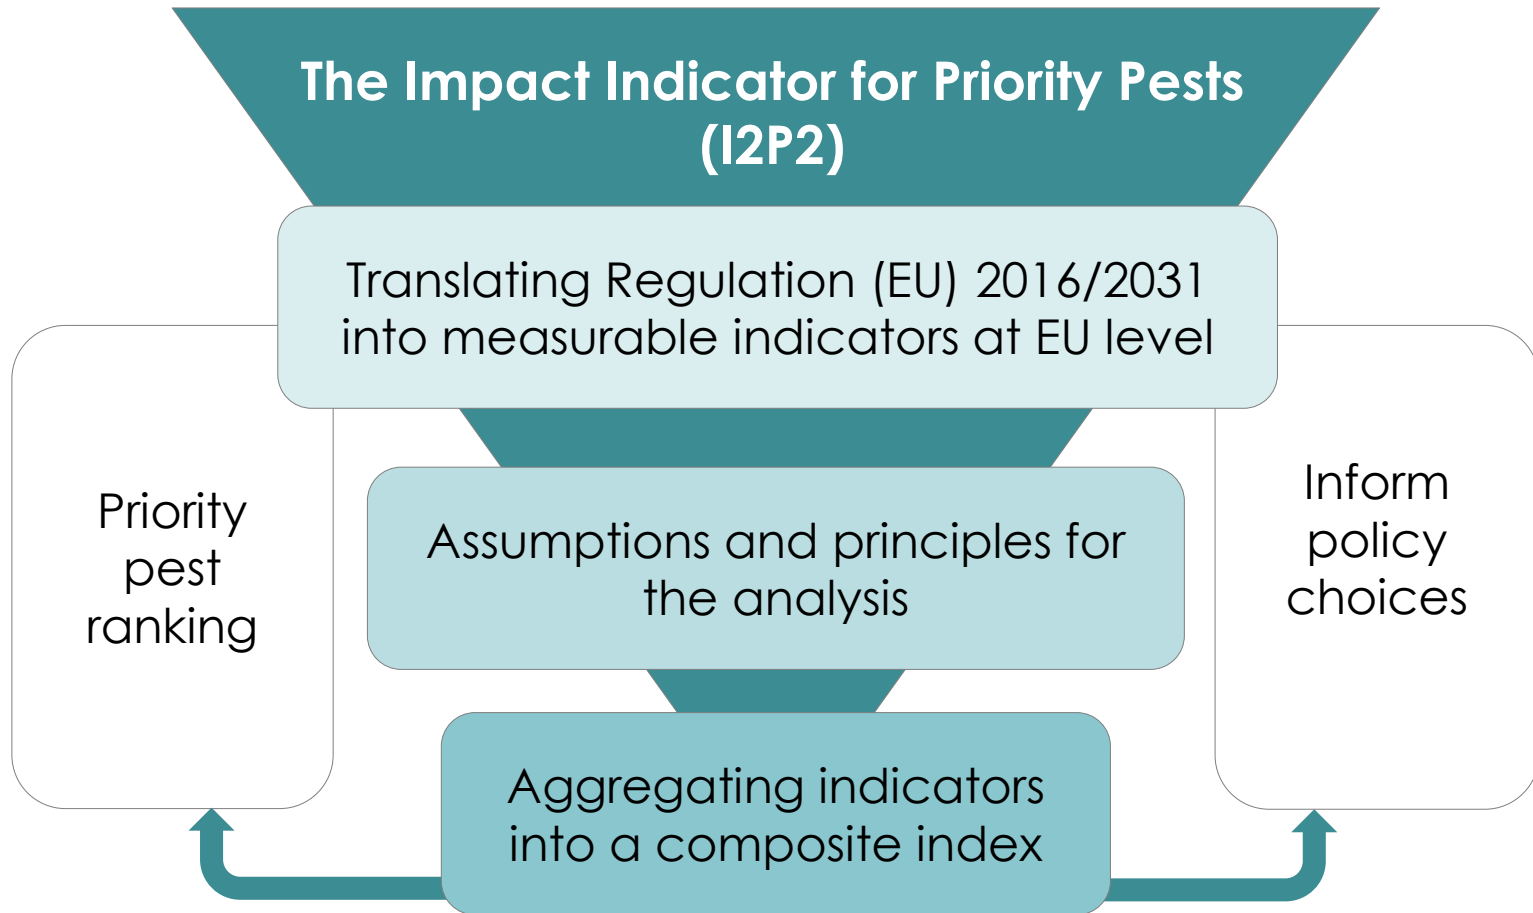 The Impact Indicator for Priority Pests
(I2P2)
Translating Regulation (EU) 2016/2031
into measurable indicators at EU level
Priority
pest
ranking
Assumptions and principles for
the analysis
Inform
policy
choices
Aggregating indicators
into a composite index